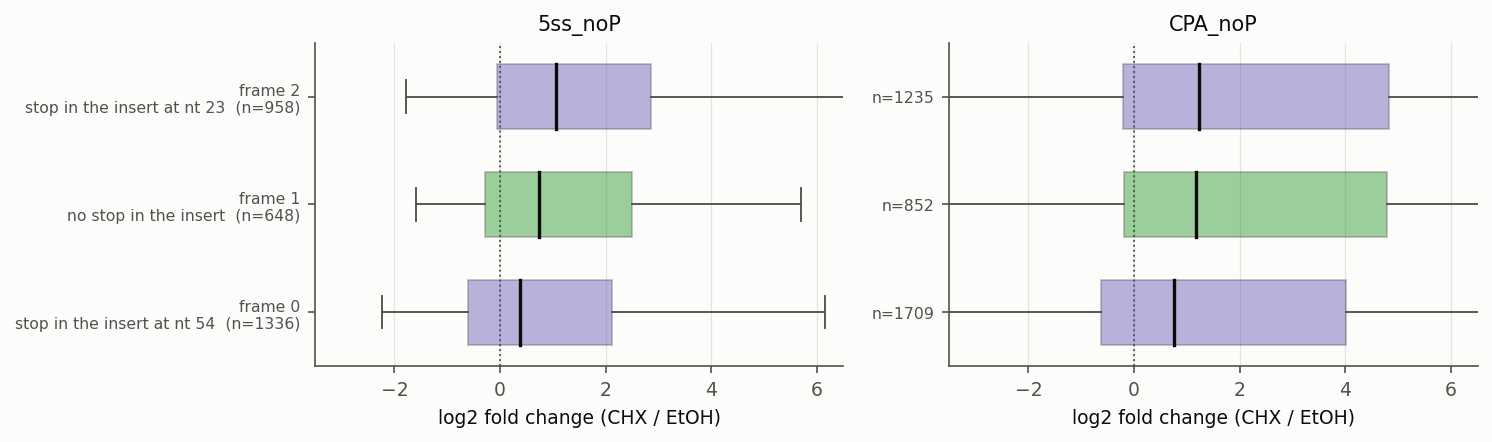 5ss_noP
frame 2
stop in the insert at nt 23  (n=958)
frame 1
no stop in the insert  (n=648)
frame 0
stop in the insert at nt 54  (n=1336)
−2 0 2 4 6
log2 fold change (CHX / EtOH)
CPA_noP
n=1235
n=852
n=1709
−2 0 2 4 6
log2 fold change (CHX / EtOH)